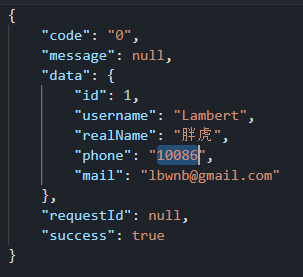 {
    "code": "0",
    "message": null,
    "data": {
        "id": 1,
        "username": "Lambert",
        "realName": "胖虎",
        "phone": "10086",
        "mail": "lbwnb@gmail.com"
    },
    "requestId": null,
    "success": true
}